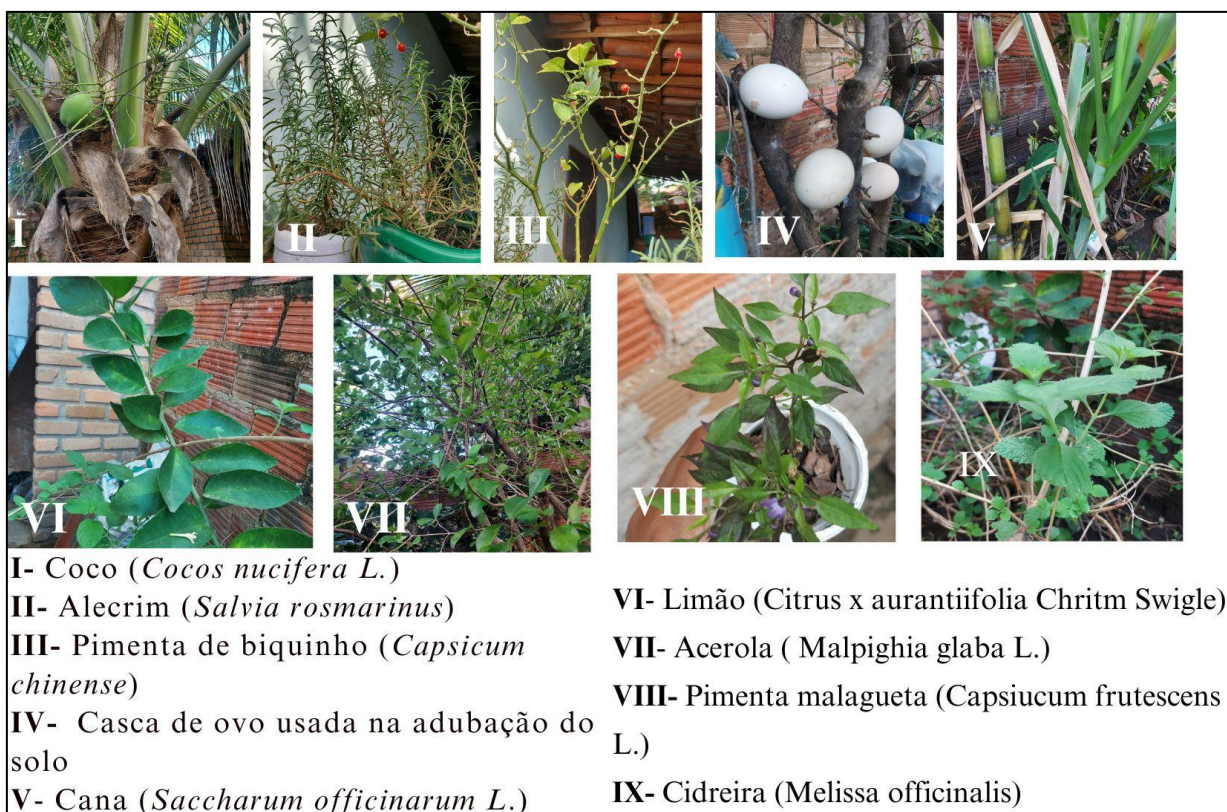 I
II
III
IV
V
VI
VII
VIII
IX
I- Coco (Cocos nucifera L.)
II- Alecrim (Salvia rosmarinus)
III- Pimenta de biquinho (Capsicum
chinense)
IV- Casca de ovo usada na adubação do
solo
V- Cana (Saccharum officinarum L.)
VI- Limão (Citrus x aurantiifolia Chritm Swigle)
VII- Acerola ( Malpighia glaba L.)
VIII- Pimenta malagueta (Capsiucum frutescens
L.)
IX- Cidreira (Melissa officinalis)